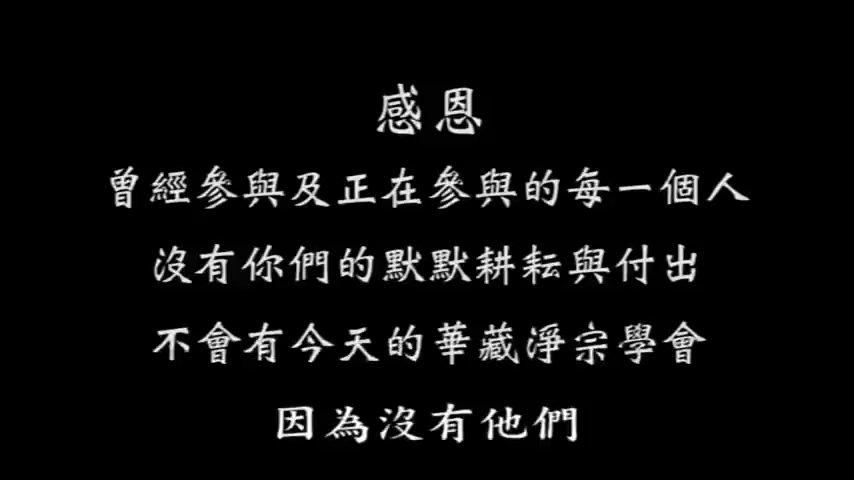 感恩
曾經參與及正在參與的每一個人
沒有你們的默默耕耘與付出
不會有今天的華藏淨宗學會
因為沒有他們